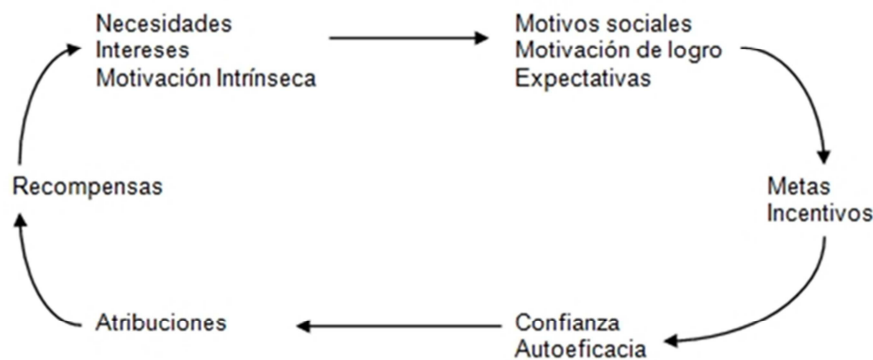 Necesidades
Intereses
Motivación Intrínseca
Motivos sociales
Motivación de logro
Expectativas
Recompensas
Metas
Incentivos
Atribuciones
Confianza
Autoeficacia